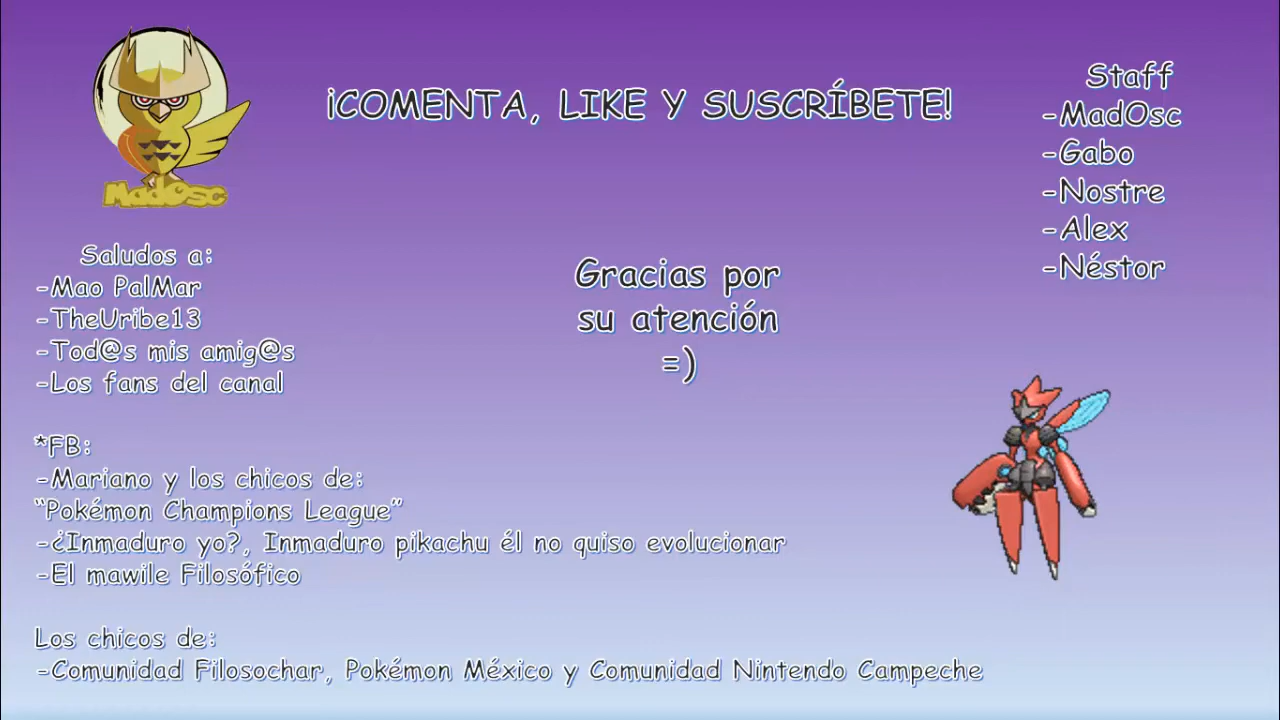 MadOsc
¡COMENTA, LIKE Y SUSCRÍBETE!
Staff
-MadOsc
-Gabo
-Nostre
-Alex
-Néstor
Saludos a:
-Mao PalMar
-TheUribe13
-Tod@s mis amig@s
-Los fans del canal
Gracias por
su atención
=)
*FB:
-Mariano y los chicos de:
“Pokémon Champions League”
-¿Inmaduro yo?, Inmaduro pikachu él no quiso evolucionar
-El mawile Filosófico
Los chicos de:
-Comunidad Filosochar, Pokémon México y Comunidad Nintendo Campeche